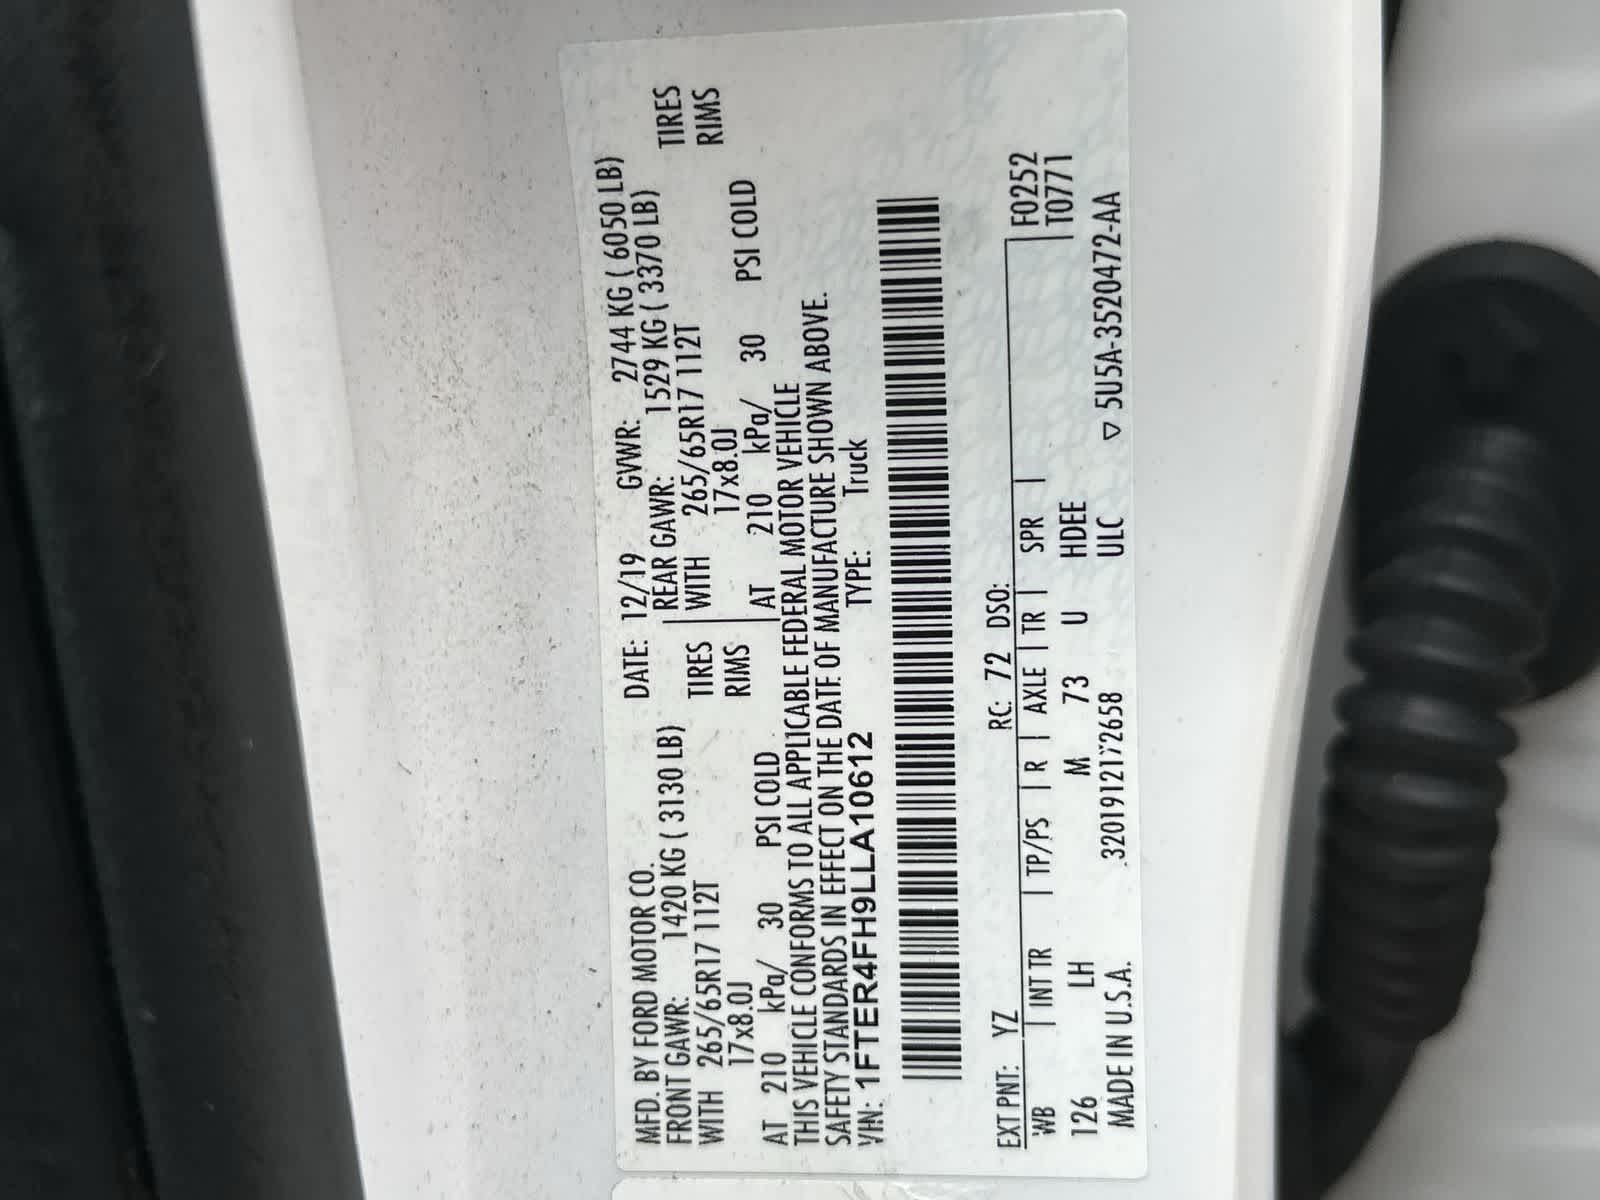 MFD. BY FORD MOTOR CO. DATE: 12/19 GVWR: 2744 KG ( 6050 LB)
FRONT GAWR: 1420 KG ( 3130 LB) REAR GAWR: 1529 KG ( 3370 LB)
WITH 265/65R17 112T TIRES WITH 265/65R17 112T TIRES
17x8.0J RIMS 17x8.0J RIMS
AT 210 kPa/ 30 PSI COLD AT 210 kPa/ 30 PSI COLD
THIS VEHICLE CONFORMS TO ALL APPLICABLE FEDERAL MOTOR VEHICLE
SAFETY STANDARDS IN EFFECT ON THE DATE OF MANUFACTURE SHOWN ABOVE.
VIN: 1FTER4FH9LLA10612 TYPE: Truck
EXT PNT: YZ RC: 72 DSO: F0252
WB | INT TR | TP/PS | R | AXLE | TR | SPR | T0771
126 LH M 73 U HDEE
MADE IN U.S.A. 3201912172658 ULC ▽ 5U5A-3520472-AA